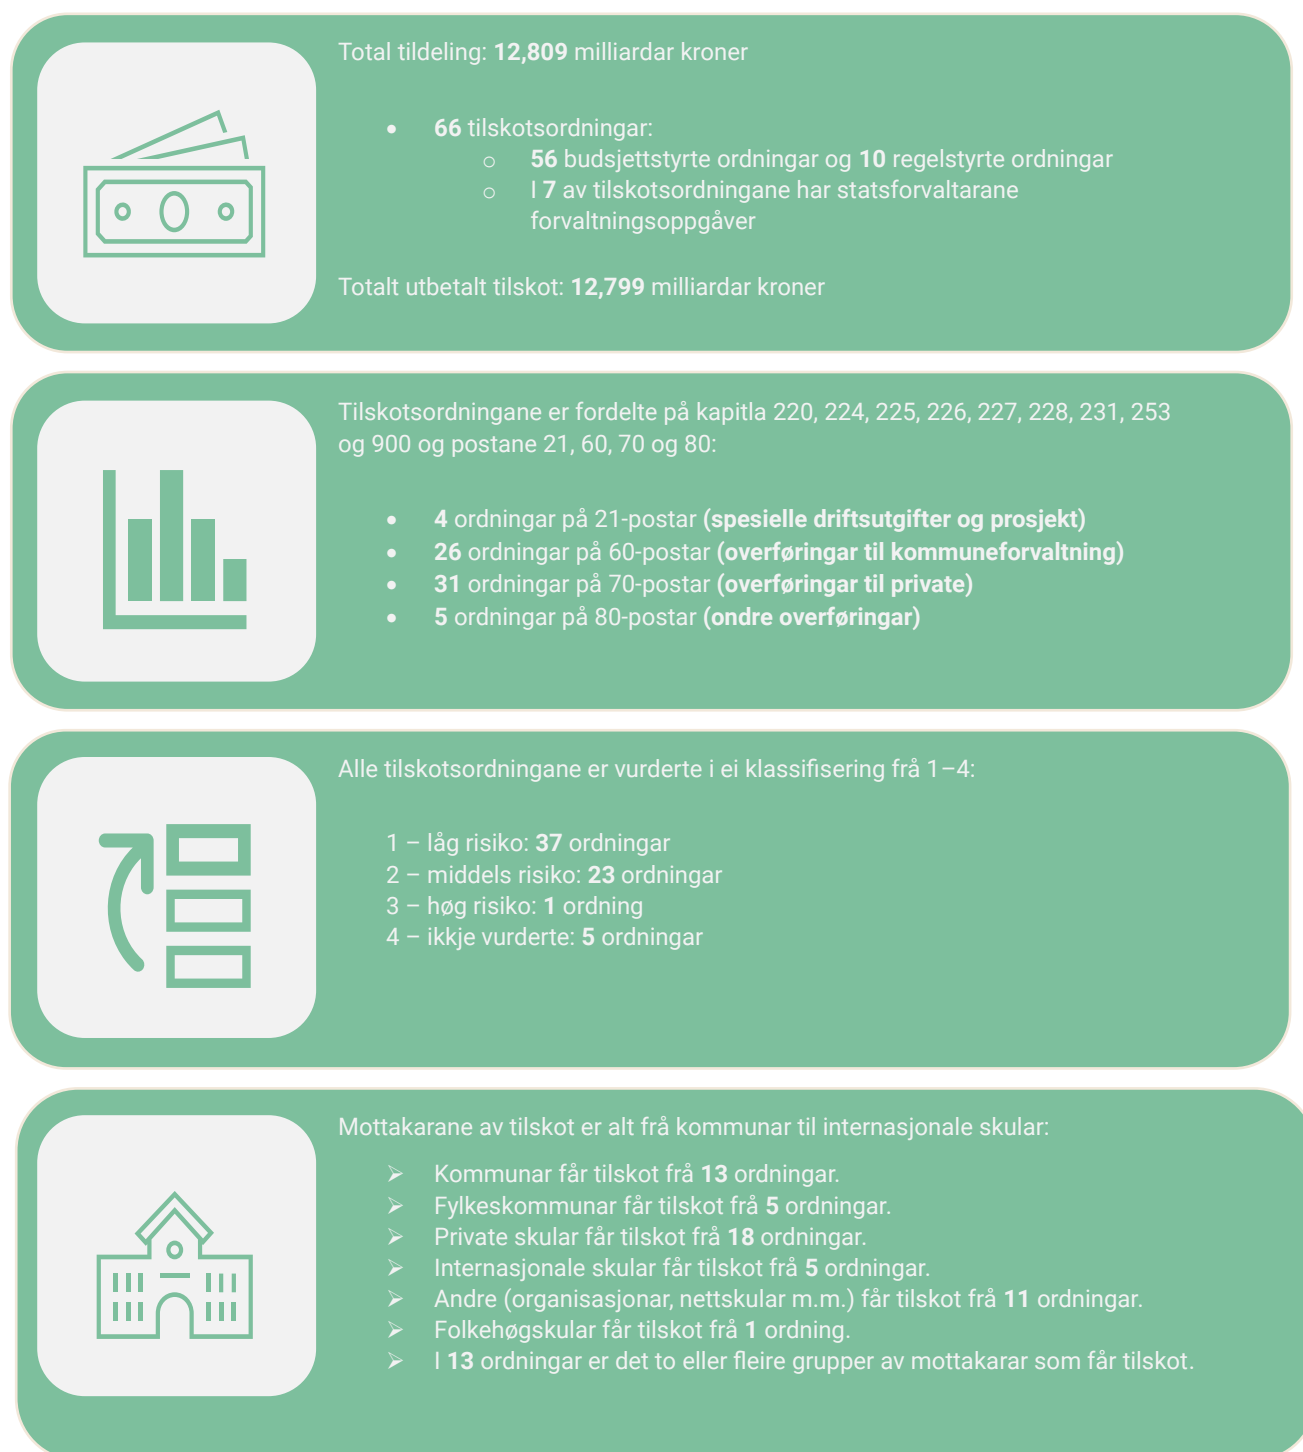 Total tildeling: 12,809 milliardar kroner
• 66 tilskotsordningar:
o 56 budsjettstyrte ordningar og 10 regelstyrte ordningar
o I 7 av tilskotsordningane har statsforvaltarane
forvaltningsoppgåver
Totalt utbetalt tilskot: 12,799 milliardar kroner
Tilskotsordningane er fordelte på kapitla 220, 224, 225, 226, 227, 228, 231, 253
og 900 og postane 21, 60, 70 og 80:
• 4 ordningar på 21-postar (spesielle driftsutgifter og prosjekt)
• 26 ordningar på 60-postar (overføringar til kommuneforvaltning)
• 31 ordningar på 70-postar (overføringar til private)
• 5 ordningar på 80-postar (ondre overføringar)
Alle tilskotsordningane er vurderte i ei klassifisering frå 1–4:
1 – låg risiko: 37 ordningar
2 – middels risiko: 23 ordningar
3 – høg risiko: 1 ordning
4 – ikkje vurderte: 5 ordningar
Mottakarane av tilskot er alt frå kommunar til internasjonale skular:
➢ Kommunar får tilskot frå 13 ordningar.
➢ Fylkeskommunar får tilskot frå 5 ordningar.
➢ Private skular får tilskot frå 18 ordningar.
➢ Internasjonale skular får tilskot frå 5 ordningar.
➢ Andre (organisasjonar, nettskular m.m.) får tilskot frå 11 ordningar.
➢ Folkehøgskular får tilskot frå 1 ordning.
➢ I 13 ordningar er det to eller fleire grupper av mottakarar som får tilskot.